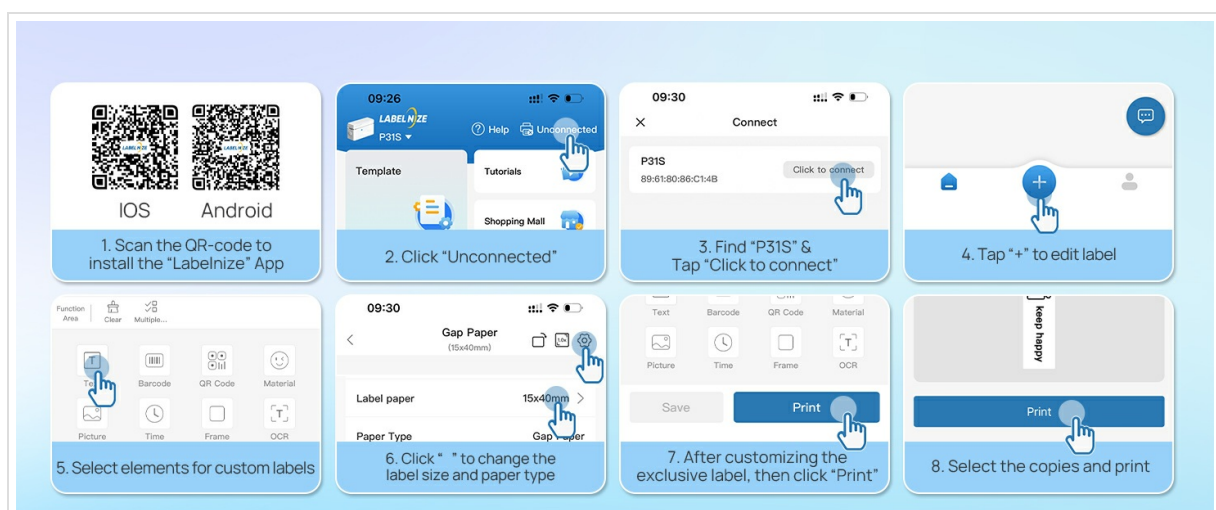 LABELNIZE
LABELNIZE
IOS
Android
1. Scan the QR-code to
install the “Labelnize” App
09:26
LABELNIZE
P31S
Help
Unconnected
Template
Tutorials
Shopping Mall
2. Click “Unconnected”
09:30
Connect
P31S
89:61:80:86:C1:4B
Click to connect
3. Find “P31S” &
Tap “Click to connect”
4. Tap “+” to edit label
Function
Area
Clear
Multiple...
Barcode
QR Code
Material
Picture
Time
Frame
OCR
5. Select elements for custom labels
09:30
Gap Paper
(15x40mm)
Label paper
15x40mm
Paper Type
Gap Paper
6. Click “ ” to change the
label size and paper type
Text
Barcode
QR Code
Material
Picture
Time
Frame
OCR
Save
Print
7. After customizing the
exclusive label, then click “Print”
keep happy
Print
8. Select the copies and print